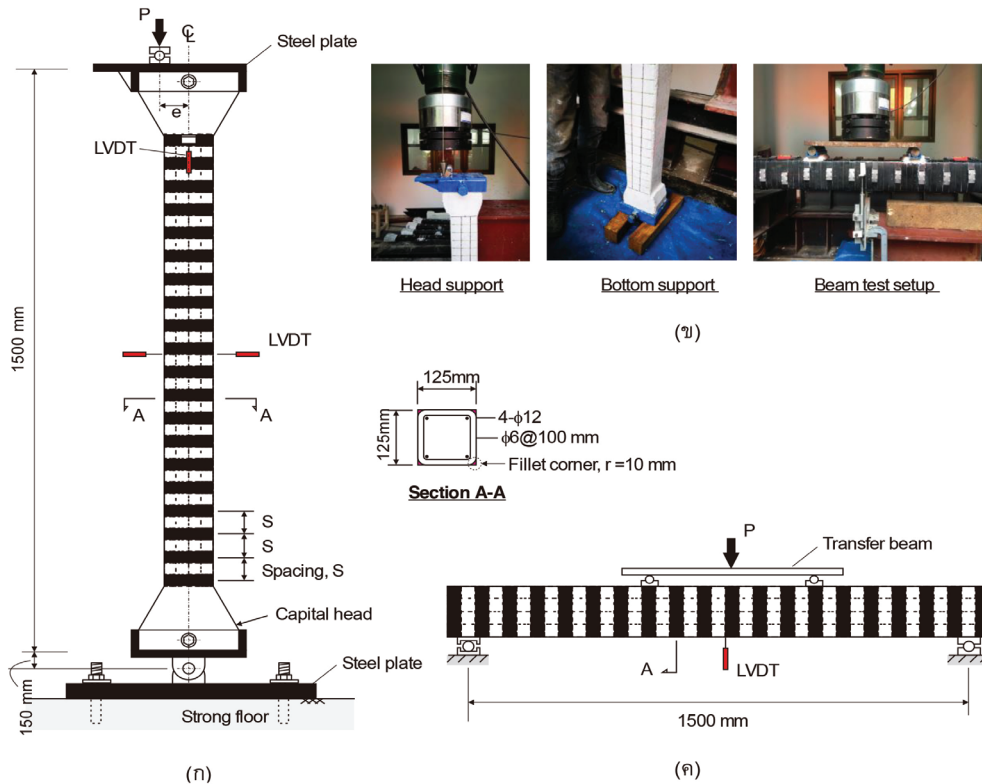 P
℄
Steel plate
e
LVDT
1500 mm
LVDT
A
A
S
S
Spacing, S
Capital head
Steel plate
150 mm
Strong floor
(ก)
Head support
Bottom support
Beam test setup
(ข)
125mm
125mm
4-ϕ12
ϕ6@100 mm
Fillet corner, r =10 mm
Section A-A
P
Transfer beam
A
LVDT
1500 mm
(ค)